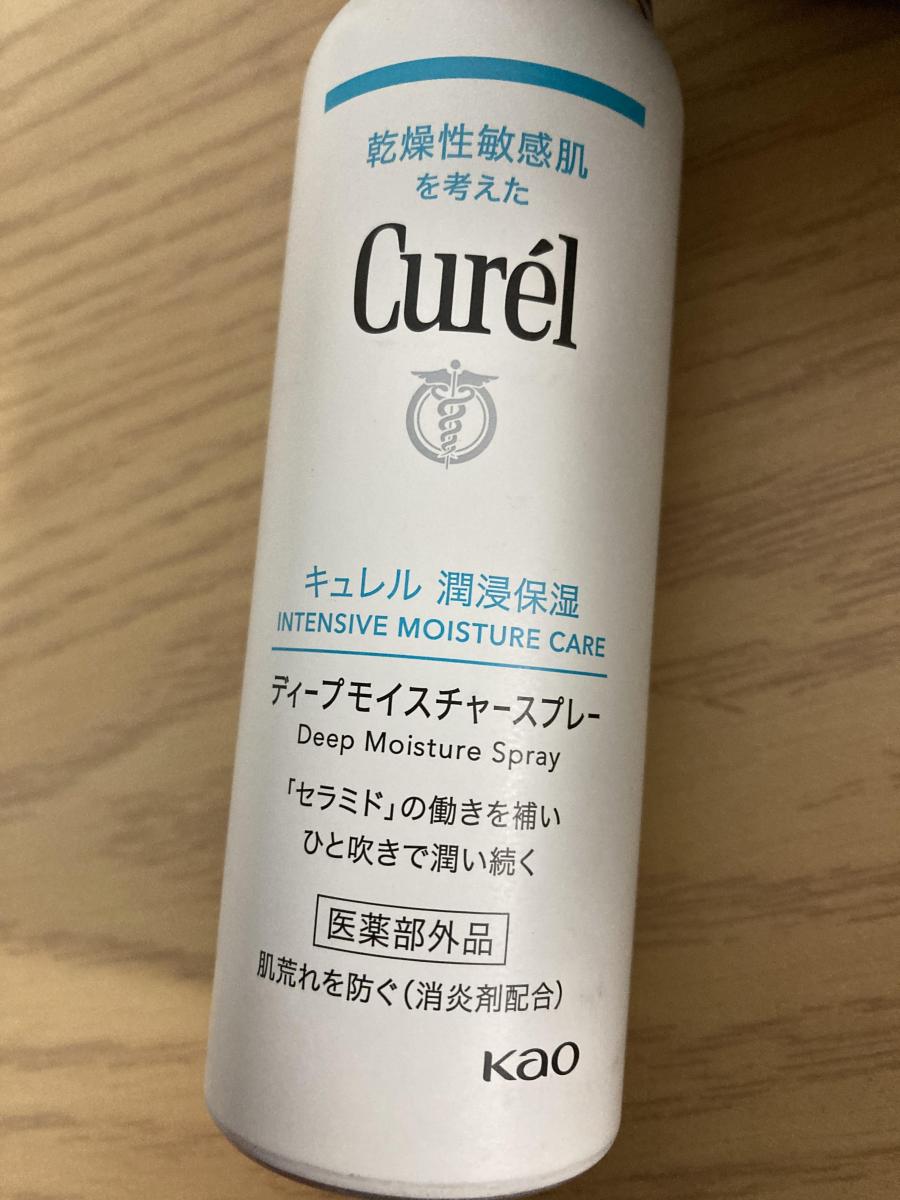 乾燥性敏感肌
を考えた
Curél
キュレル 潤浸保湿
INTENSIVE MOISTURE CARE
ディープモイスチャースプレー
Deep Moisture Spray
「セラミド」の働きを補い
ひと吹きで潤い続く
医薬部外品
肌荒れを防ぐ(消炎剤配合)
Kao